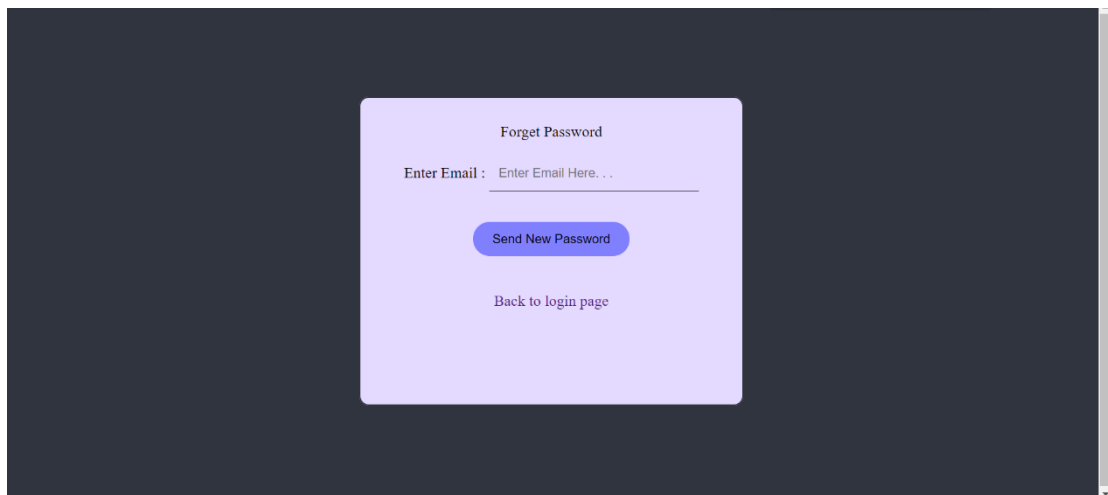 Forget Password
Enter Email : Enter Email Here. . .
Send New Password
Back to login page